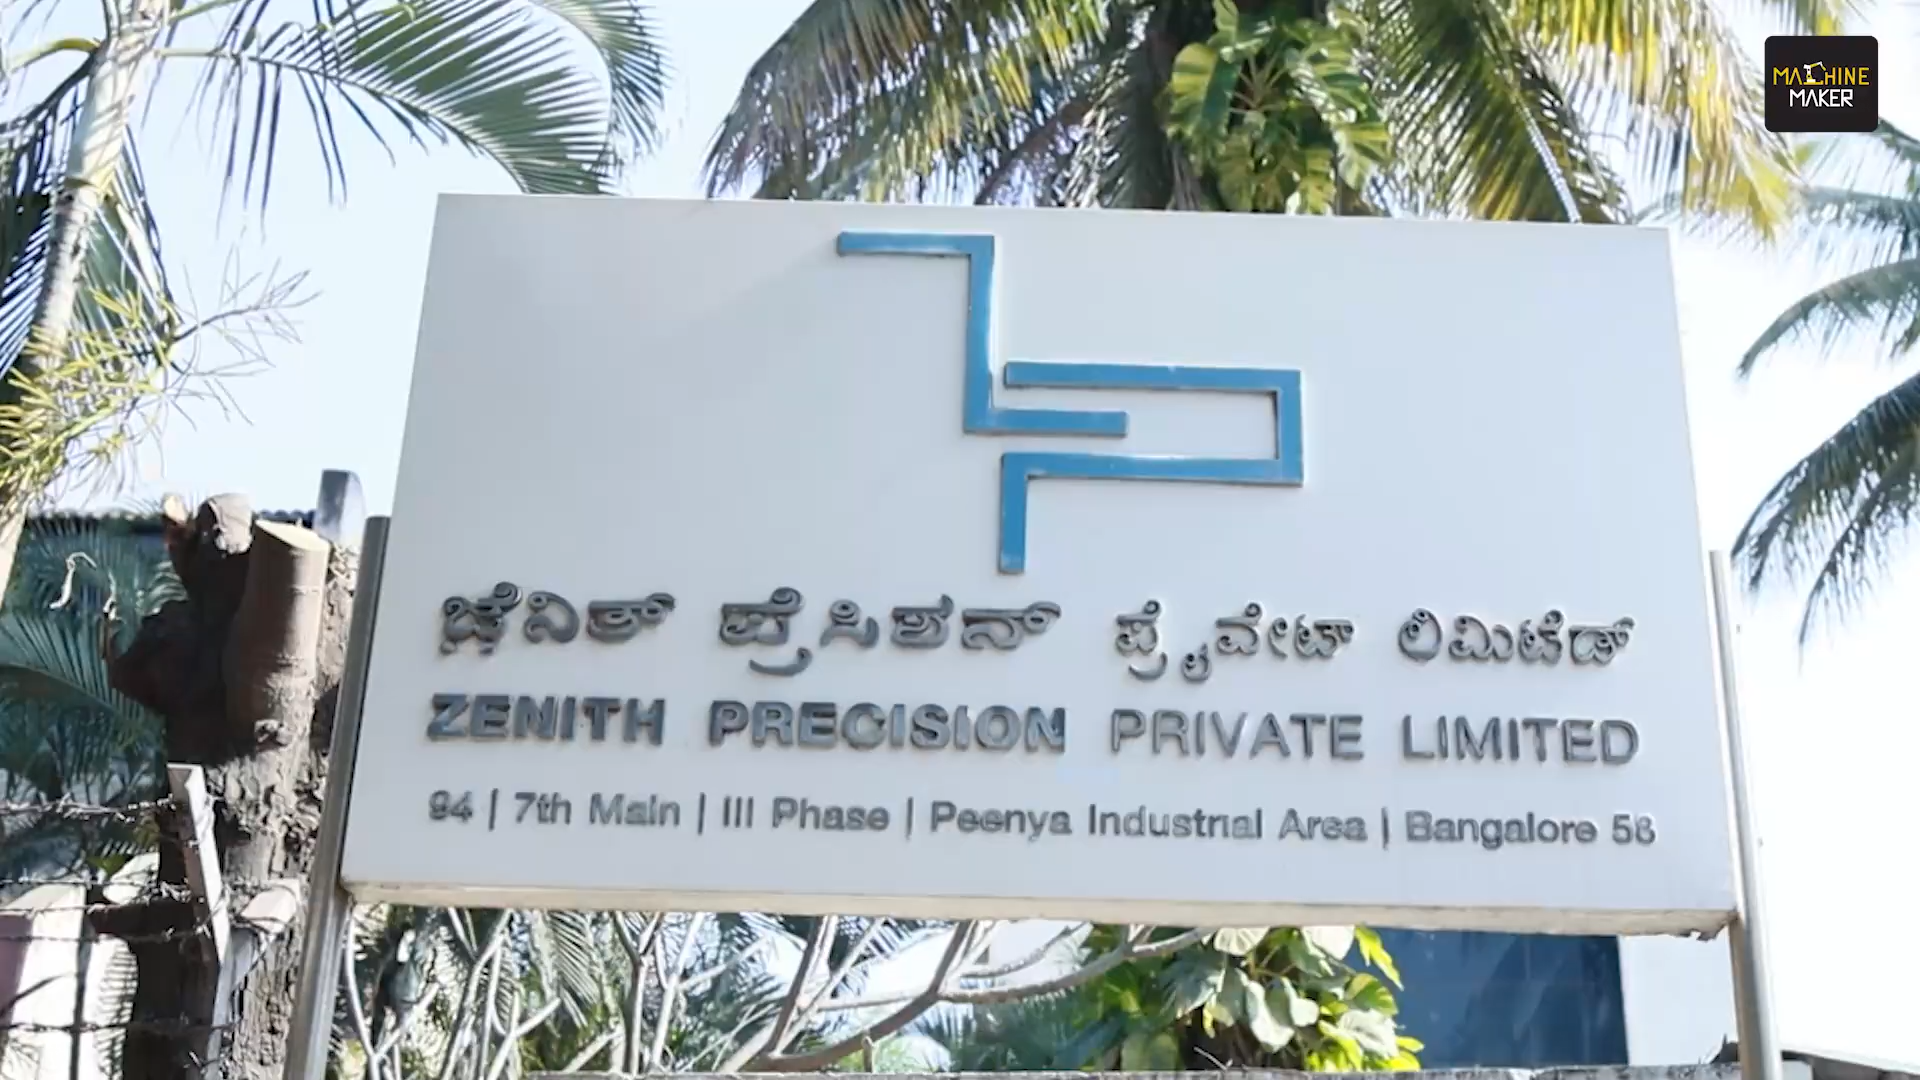 MACHINE
MAKER
ಜೆನಿತ್ ಪ್ರೆಸಿಶನ್ ಪ್ರೈವೇಟ್ ಲಿಮಿಟೆಡ್
ZENITH PRECISION PRIVATE LIMITED
94 | 7th Main | III Phase | Peenya Industrial Area | Bangalore 58